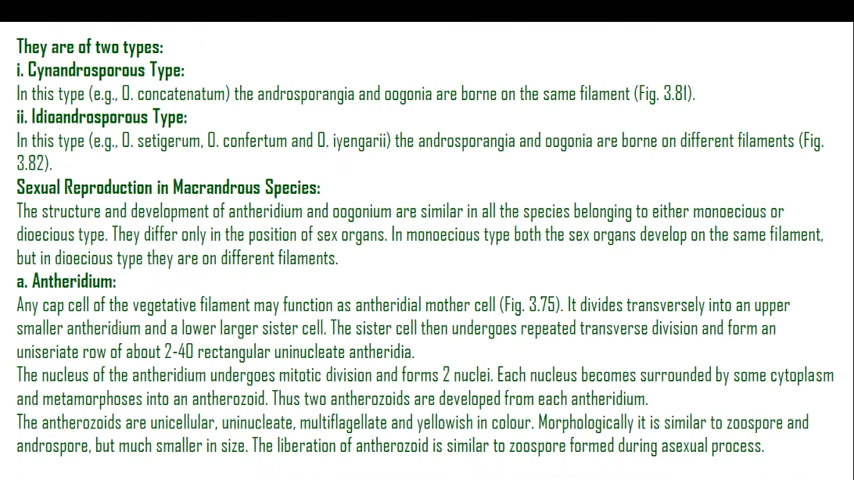 They are of two types:
i. Cynandrosporous Type:
In this type (e.g., O. concatenatum) the androsporangia and oogonia are borne on the same filament (Fig. 3.81).
ii. Idioandrosporous Type:
In this type (e.g., O. setigerum, O. confertum and O. iyengarii) the androsporangia and oogonia are borne on different filaments (Fig.
3.82).
Sexual Reproduction in Macrandrous Species:
The structure and development of antheridium and oogonium are similar in all the species belonging to either monoecious or
dioecious type. They differ only in the position of sex organs. In monoecious type both the sex organs develop on the same filament,
but in dioecious type they are on different filaments.
a. Antheridium:
Any cap cell of the vegetative filament may function as antheridial mother cell (Fig. 3.75). It divides transversely into an upper
smaller antheridium and a lower larger sister cell. The sister cell then undergoes repeated transverse division and form an
uniseriate row of about 2-40 rectangular uninucleate antheridia.
The nucleus of the antheridium undergoes mitotic division and forms 2 nuclei. Each nucleus becomes surrounded by some cytoplasm
and metamorphoses into an antherozoid. Thus two antherozoids are developed from each antheridium.
The antherozoids are unicellular, uninucleate, multiflagellate and yellowish in colour. Morphologically it is similar to zoospore and
androspore, but much smaller in size. The liberation of antherozoid is similar to zoospore formed during asexual process.